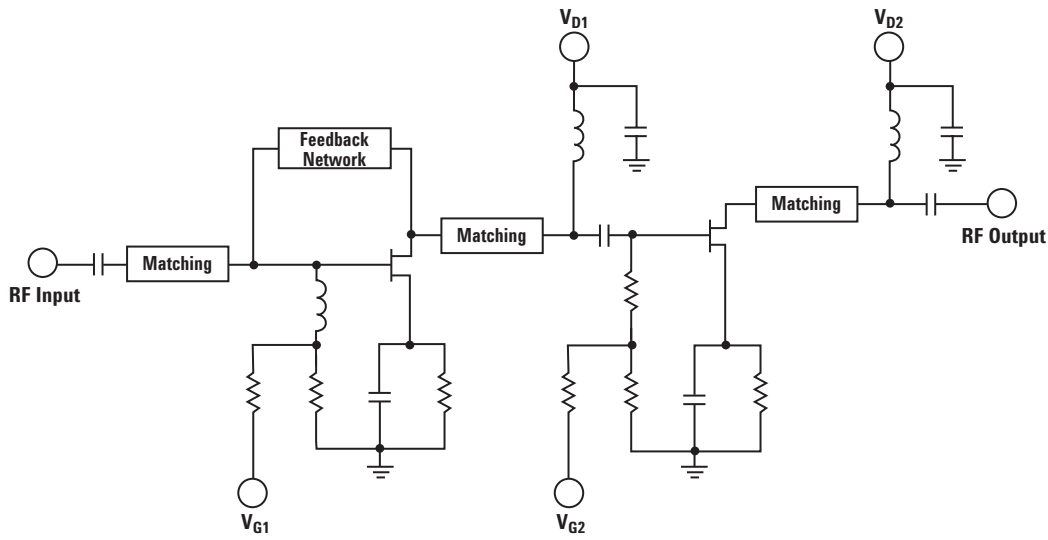 V_D1
V_D2
Feedback
Network
Matching
Matching
Matching
RF Input
RF Output
V_G1
V_G2